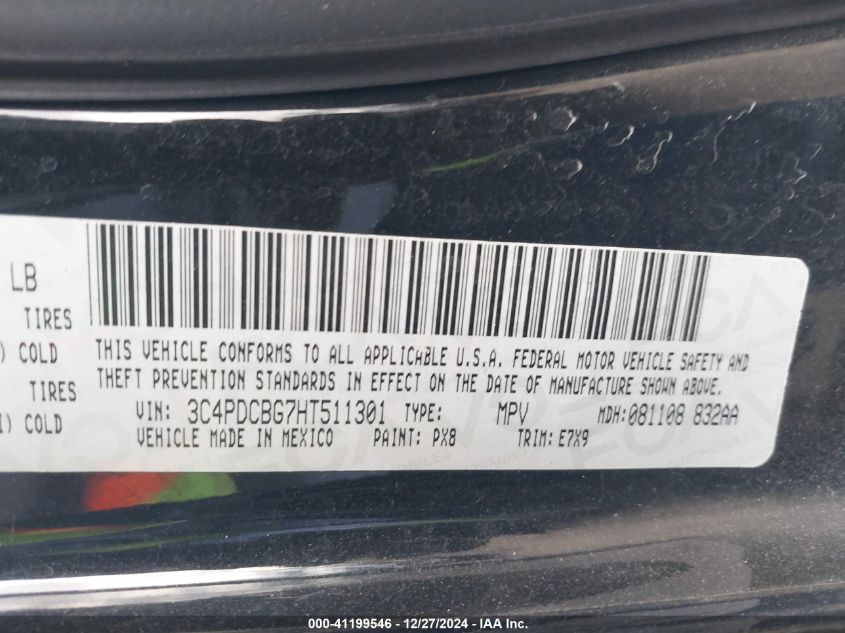 LB
TIRES
) COLD
TIRES
I) COLD
THIS VEHICLE CONFORMS TO ALL APPLICABLE U.S.A. FEDERAL MOTOR VEHICLE SAFETY AND
THEFT PREVENTION STANDARDS IN EFFECT ON THE DATE OF MANUFACTURE SHOWN ABOVE.
VIN: 3C4PDCBG7HT511301 TYPE: MPV MDH:081108 832AA
VEHICLE MADE IN MEXICO PAINT: PX8 TRIM: E7X9
000-41199546 - 12/27/2024 - IAA Inc.